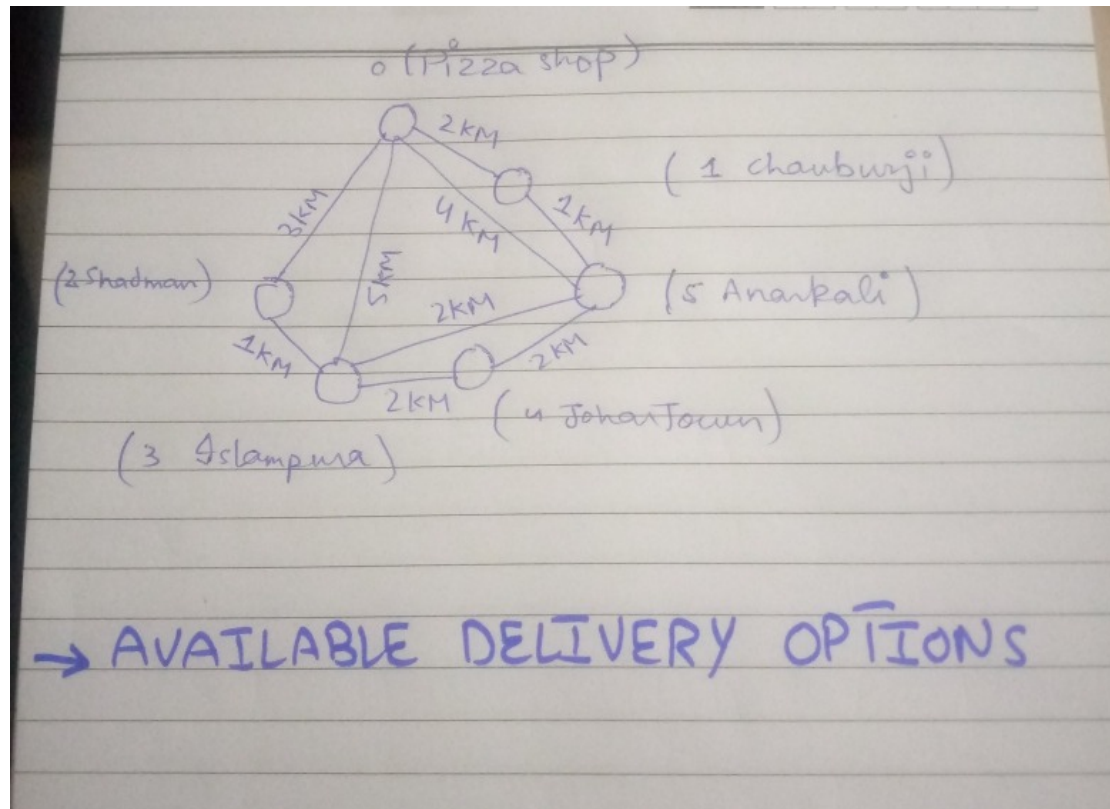 0 (Pizza shop)
2KM
(1 Chauburji)
3KM
4KM
1KM
5KM
(2 Shadman)
(5 Anarkali)
2KM
1KM
2KM
2KM
(4 JoharTown)
(3 Islampura)
→ AVAILABLE DELIVERY OPTIONS